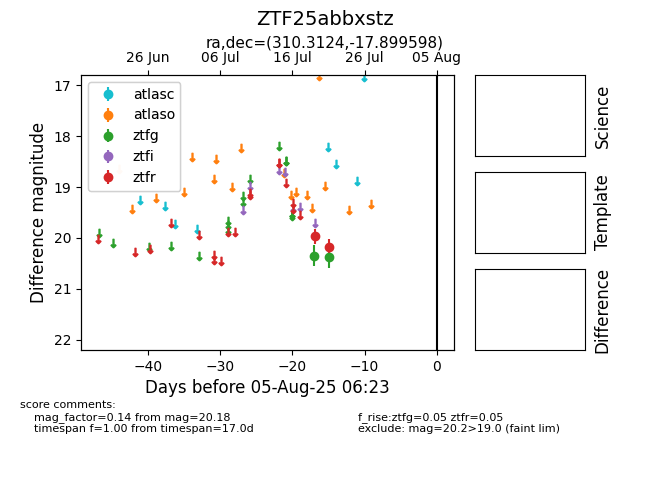 ZTF25abbxstz
ra,dec=(310.3124,-17.899598)
26 Jun 06 Jul 16 Jul 26 Jul 05 Aug
17
18
19
20
21
22
Difference magnitude
atlasc
atlaso
ztfg
ztfi
ztfr
−40 −30 −20 −10 0
Days before 05-Aug-25 06:23
Science
Template
Difference
score comments:
mag_factor=0.14 from mag=20.18
timespan f=1.00 from timespan=17.0d
f_rise:ztfg=0.05 ztfr=0.05
exclude: mag=20.2>19.0 (faint lim)